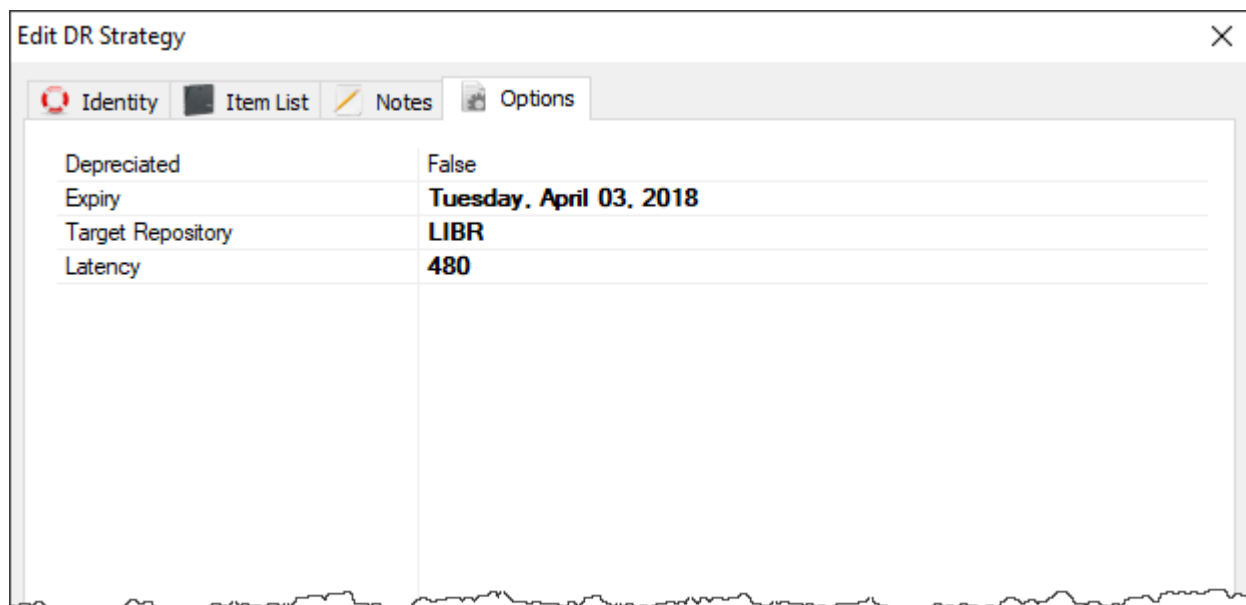 Edit DR Strategy
Identity Item List Notes Options
Depreciated False
Expiry Tuesday, April 03, 2018
Target Repository LIBR
Latency 480